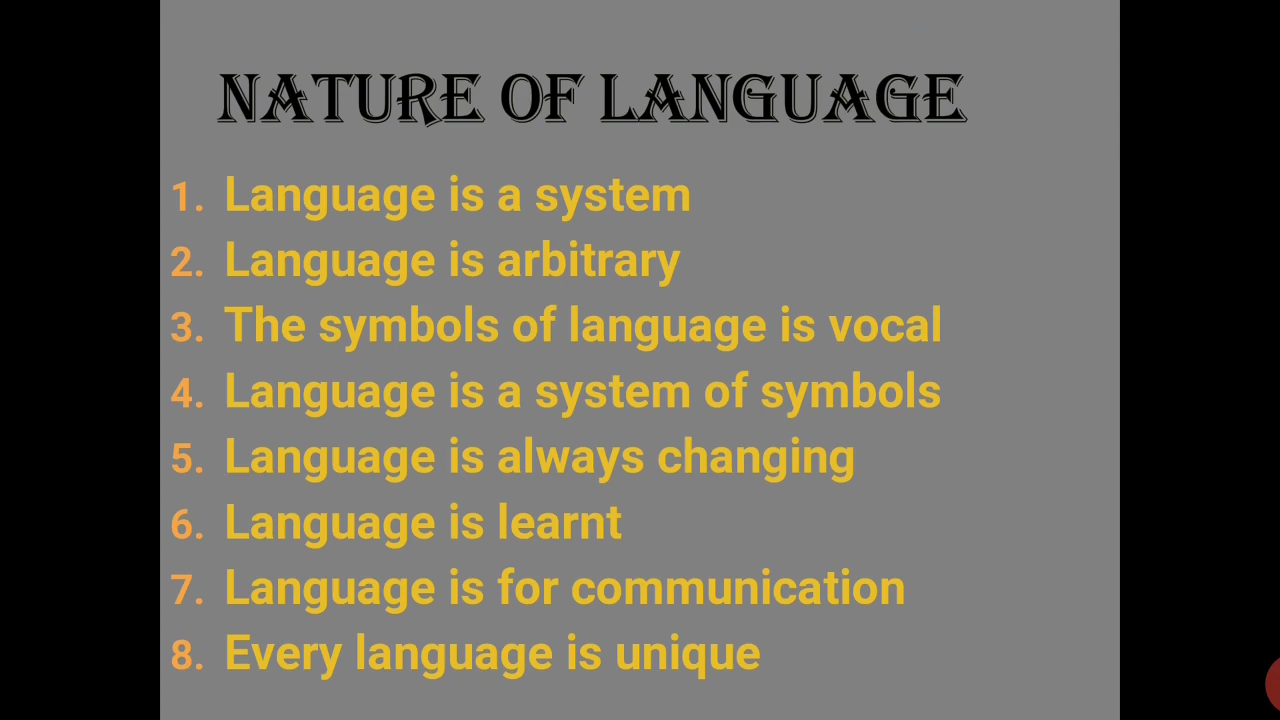 NATURE OF LANGUAGE
1. Language is a system
2. Language is arbitrary
3. The symbols of language is vocal
4. Language is a system of symbols
5. Language is always changing
6. Language is learnt
7. Language is for communication
8. Every language is unique